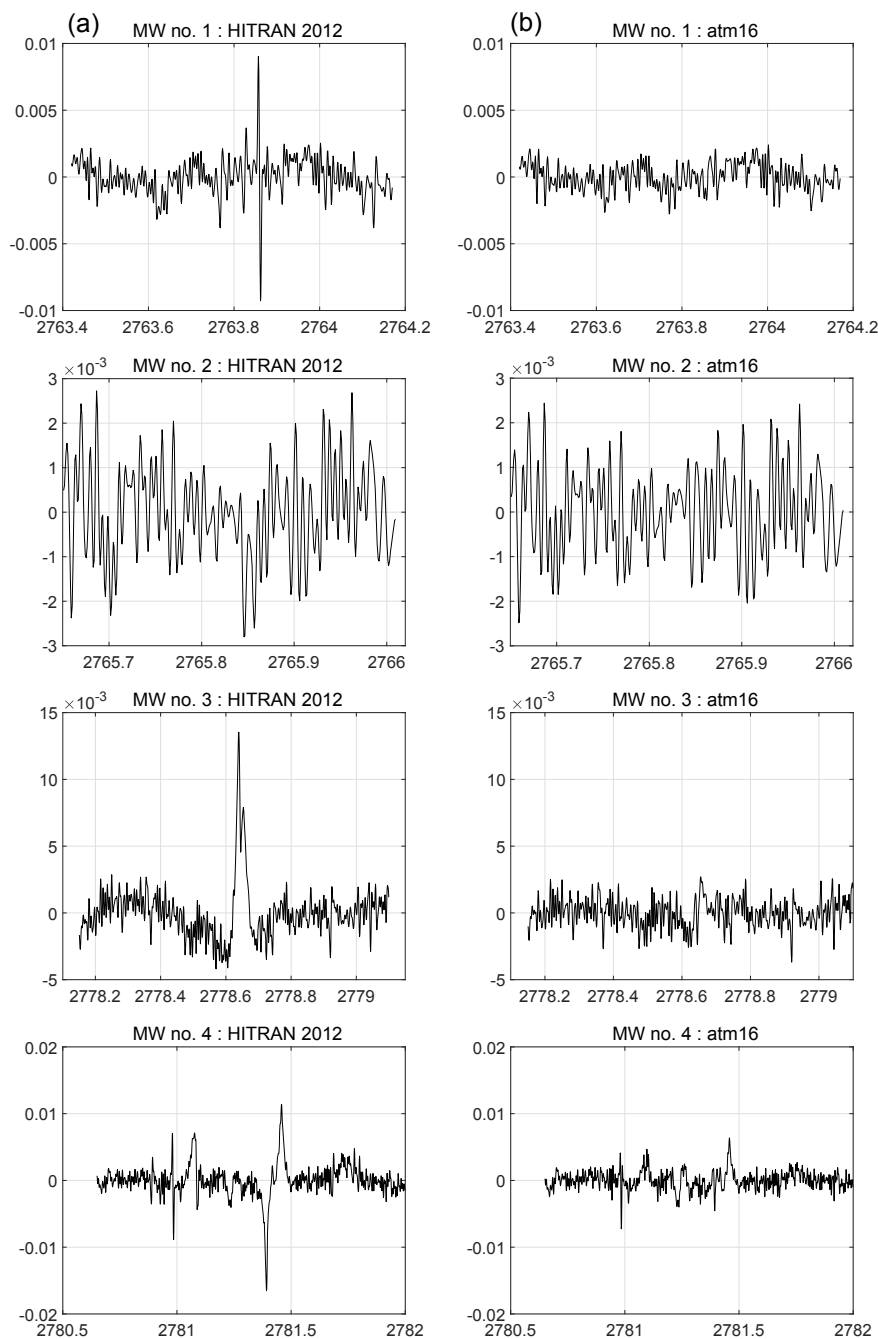 (a) (b)
MW no. 1 : HITRAN 2012 MW no. 1 : atm16
0.01 0.01
0.005 0.005
0 0
-0.005 -0.005
-0.01 -0.01
2763.4 2763.6 2763.8 2764 2764.2 2763.4 2763.6 2763.8 2764 2764.2
MW no. 2 : HITRAN 2012 MW no. 2 : atm16
×10-3 ×10-3
3 3
2 2
1 1
0 0
-1 -1
-2 -2
-3 -3
2765.7 2765.8 2765.9 2766 2765.7 2765.8 2765.9 2766
MW no. 3 : HITRAN 2012 MW no. 3 : atm16
×10-3 ×10-3
15 15
10 10
5 5
0 0
-5 -5
2778.2 2778.4 2778.6 2778.8 2779 2778.2 2778.4 2778.6 2778.8 2779
MW no. 4 : HITRAN 2012 MW no. 4 : atm16
0.02 0.02
0.01 0.01
0 0
-0.01 -0.01
-0.02 -0.02
2780.5 2781 2781.5 2782 2780.5 2781 2781.5 2782